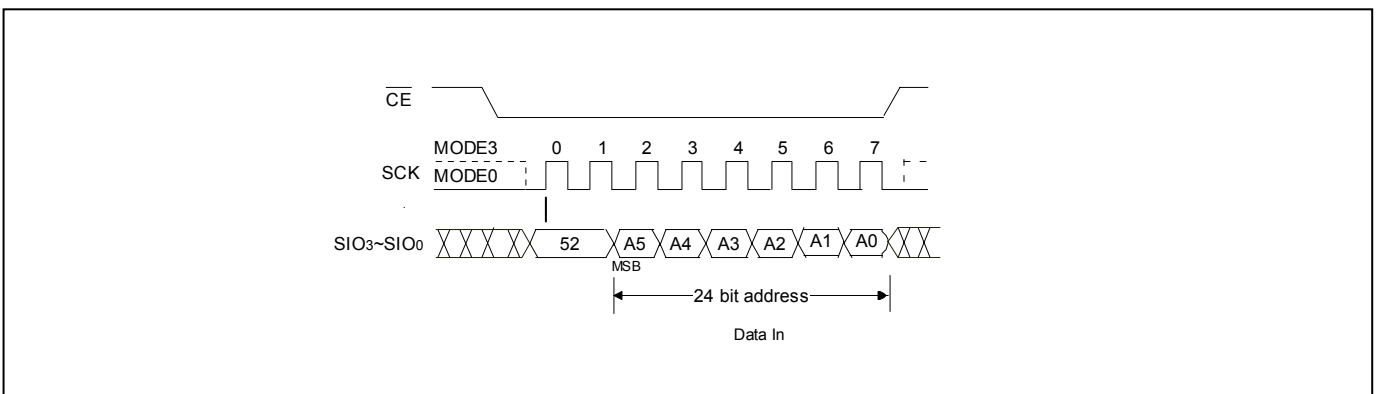 CE
MODE3 0 1 2 3 4 5 6 7
SCK MODE0
SIO3~SIO0 52 A5 A4 A3 A2 A1 A0
MSB
24 bit address
Data In